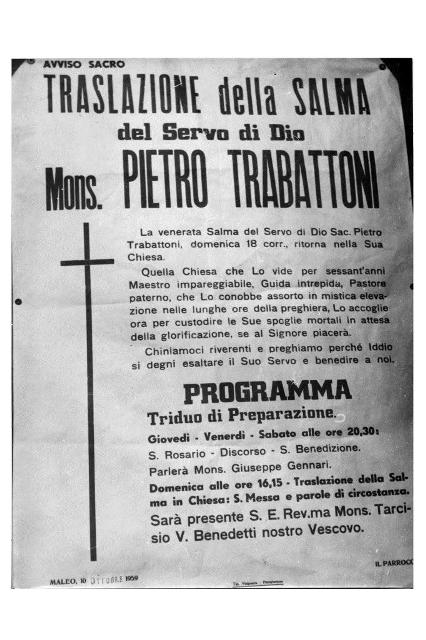 AVVISO SACRO
TRASLAZIONE della SALMA
del Servo di Dio
Mons. PIETRO TRABATTONI
La venerata Salma del Servo di Dio Sac. Pietro
Trabattoni, domenica 18 corr., ritorna nella Sua
Chiesa.
Quella Chiesa che Lo vide per sessant'anni
Maestro impareggiabile, Guida intrepida, Pastore
paterno, che Lo conobbe assorto in mistica eleva-
zione nelle lunghe ore della preghiera, Lo accoglie
ora per custodire le Sue spoglie mortali in attesa
della glorificazione, se al Signore piacerà.
Chiniamoci riverenti e preghiamo perché Iddio
si degni esaltare il Suo Servo e benedire a noi.
PROGRAMMA
Triduo di Preparazione.
Giovedì - Venerdì - Sabato alle ore 20,30:
S. Rosario - Discorso - S. Benedizione.
Parlerà Mons. Giuseppe Gennari.
Domenica alle ore 16,15 - Traslazione della Sal-
ma in Chiesa: S. Messa e parole di circostanza.
Sarà presente S. E. Rev.ma Mons. Tarci-
sio V. Benedetti nostro Vescovo.
IL PARROCO
MALEO, 10 OTTOBRE 1959